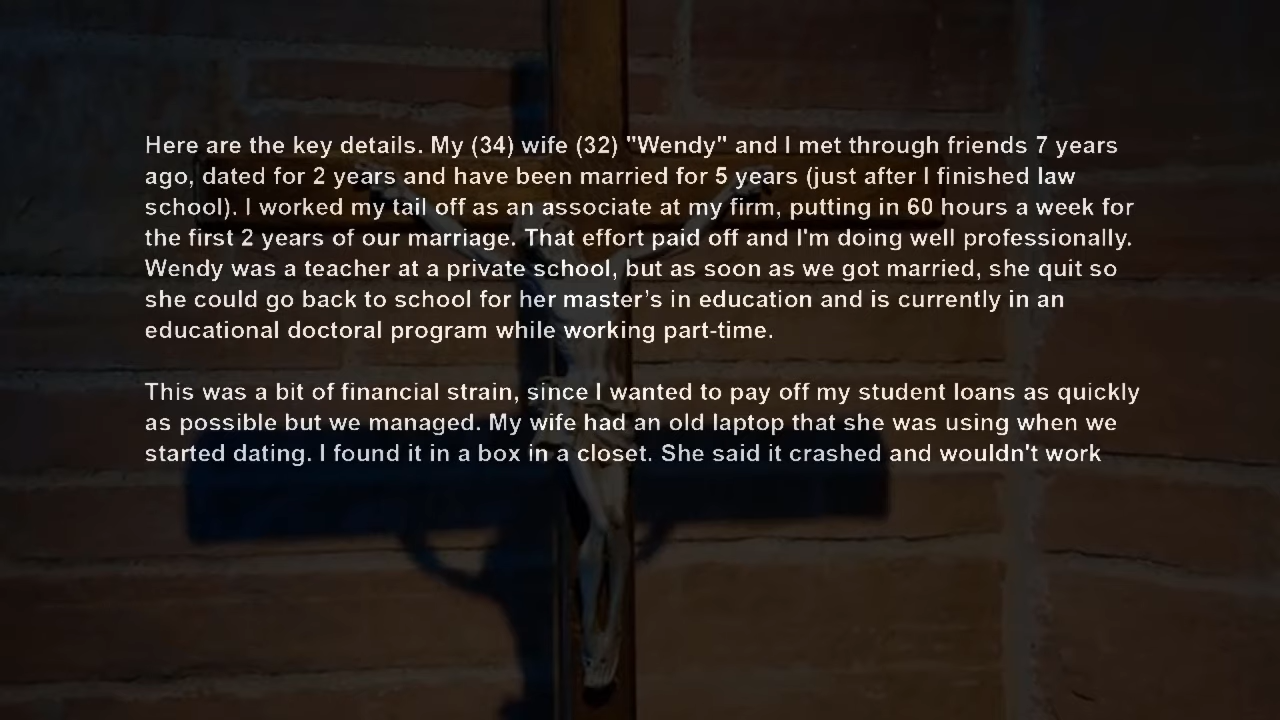 Here are the key details. My (34) wife (32) "Wendy" and I met through friends 7 years
ago, dated for 2 years and have been married for 5 years (just after I finished law
school). I worked my tail off as an associate at my firm, putting in 60 hours a week for
the first 2 years of our marriage. That effort paid off and I'm doing well professionally.
Wendy was a teacher at a private school, but as soon as we got married, she quit so
she could go back to school for her master’s in education and is currently in an
educational doctoral program while working part-time.
This was a bit of financial strain, since I wanted to pay off my student loans as quickly
as possible but we managed. My wife had an old laptop that she was using when we
started dating. I found it in a box in a closet. She said it crashed and wouldn't work